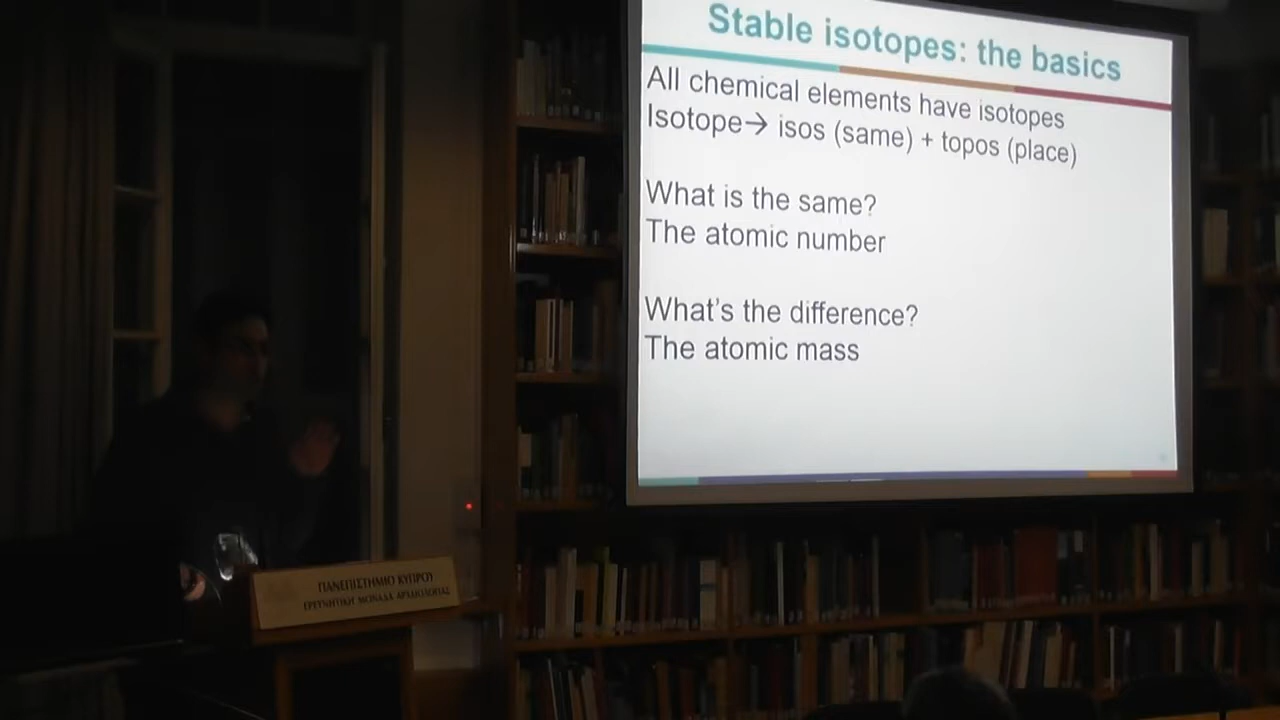 Stable isotopes: the basics
All chemical elements have isotopes
Isotope→ isos (same) + topos (place)
What is the same?
The atomic number
What's the difference?
The atomic mass
ΠΑΝΕΠΙΣΤΗΜΙΟ ΚΥΠΡΟΥ
ΕΡΕΥΝΗΤΙΚΗ ΜΟΝΑΔΑ ΑΡΧΑΙΟΛΟΓΙΑΣ